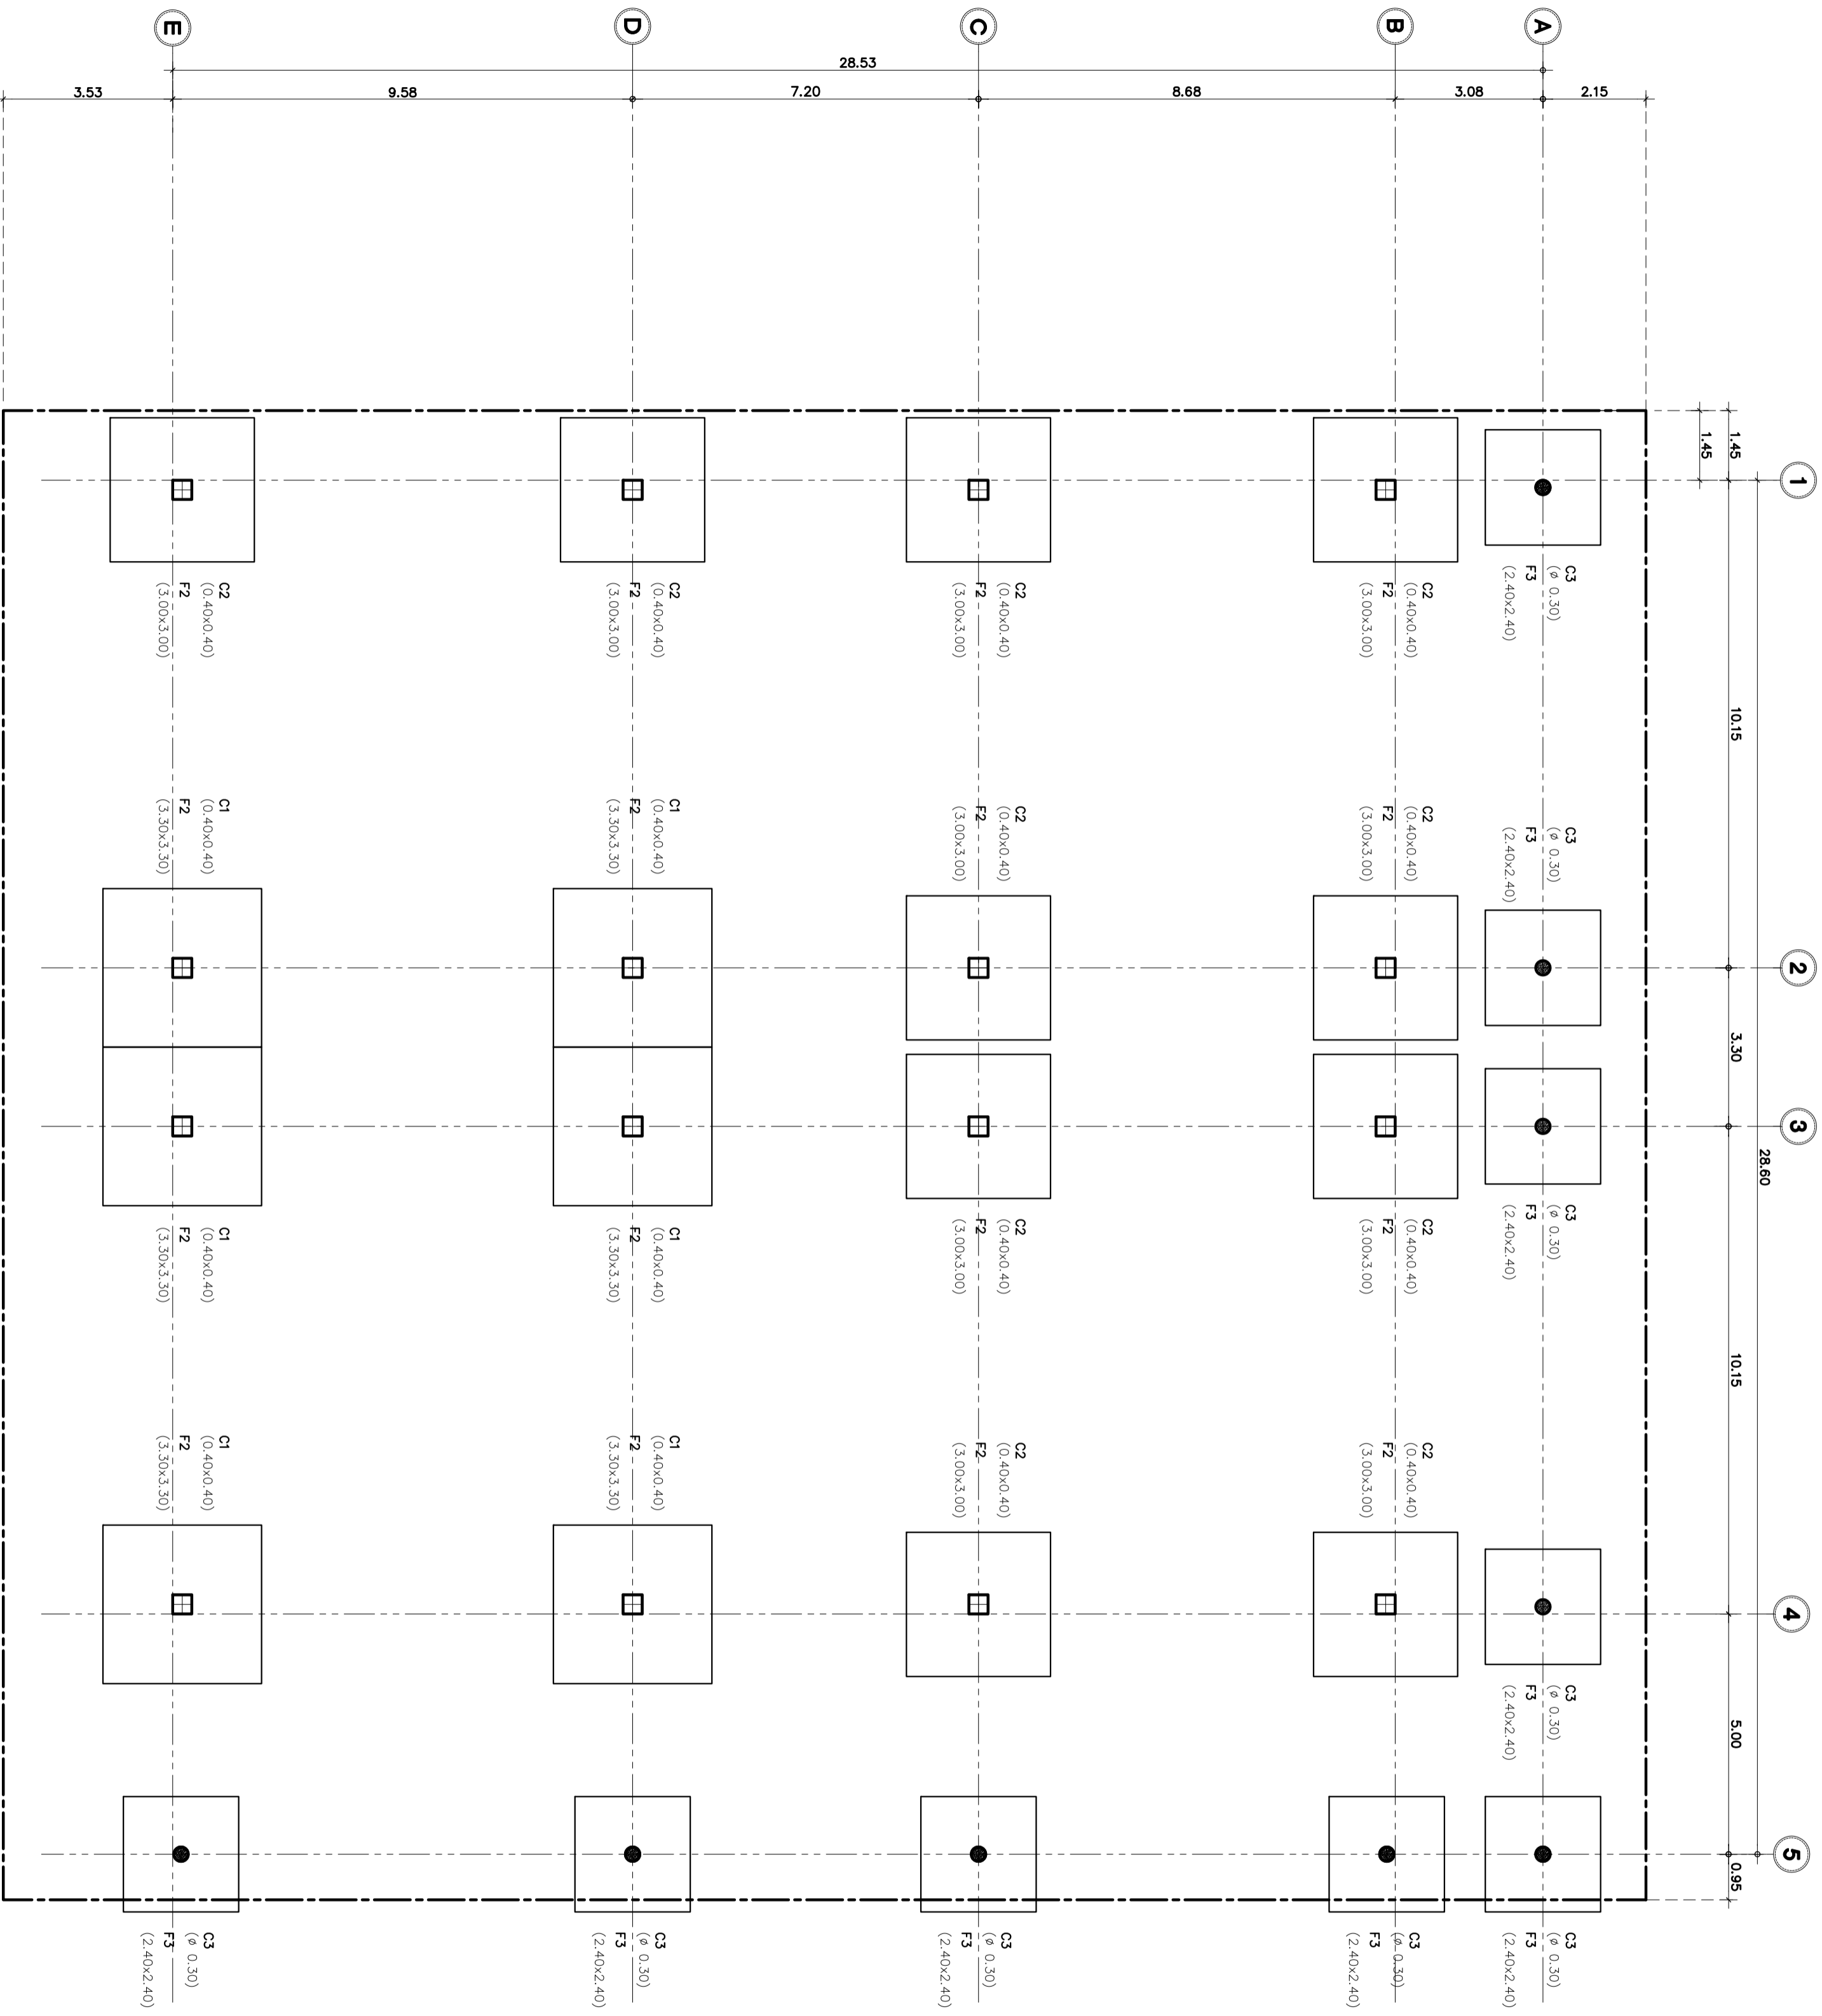 E
D
C
B
A
28.53
3.53
9.58
7.20
8.68
3.08
2.15
1.45
1.45
10.15
3.30
28.60
10.15
5.00
0.95
1
2
3
4
5
C2
(0.40x0.40)
F2
(3.00x3.00)
C2
(0.40x0.40)
F2
(3.00x3.00)
C2
(0.40x0.40)
F2
(3.00x3.00)
C2
(0.40x0.40)
F2
(3.00x3.00)
C3
(ø 0.30)
F3
(2.40x2.40)
C1
(0.40x0.40)
F2
(3.30x3.30)
C1
(0.40x0.40)
F2
(3.30x3.30)
C2
(0.40x0.40)
F2
(3.00x3.00)
C2
(0.40x0.40)
F2
(3.00x3.00)
C3
(ø 0.30)
F3
(2.40x2.40)
C1
(0.40x0.40)
F2
(3.30x3.30)
C1
(0.40x0.40)
F2
(3.30x3.30)
C2
(0.40x0.40)
F2
(3.00x3.00)
C2
(0.40x0.40)
F2
(3.00x3.00)
C3
(ø 0.30)
F3
(2.40x2.40)
C1
(0.40x0.40)
F2
(3.30x3.30)
C1
(0.40x0.40)
F2
(3.30x3.30)
C2
(0.40x0.40)
F2
(3.00x3.00)
C2
(0.40x0.40)
F2
(3.00x3.00)
C3
(ø 0.30)
F3
(2.40x2.40)
C3
(ø 0.30)
F3
(2.40x2.40)
C3
(ø 0.30)
F3
(2.40x2.40)
C3
(ø 0.30)
F3
(2.40x2.40)
C3
(ø 0.30)
F3
(2.40x2.40)
C3
(ø 0.30)
F3
(2.40x2.40)